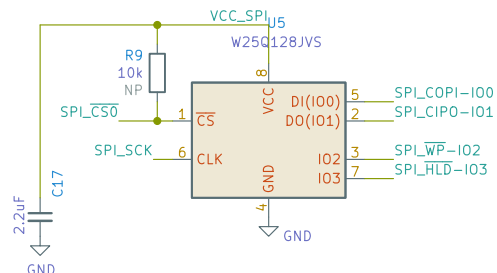 VCC_SPI
U5
W25Q128JVS
R9
10k
NP
8
VCC
SPI_CS0
1
CS
DI(IO0)
5
SPI_COPI-IO0
DO(IO1)
2
SPI_CIPO-IO1
SPI_SCK
6
CLK
IO2
3
SPI_WP-IO2
IO3
7
SPI_HLD-IO3
GND
4
GND
C17
2.2uF
GND